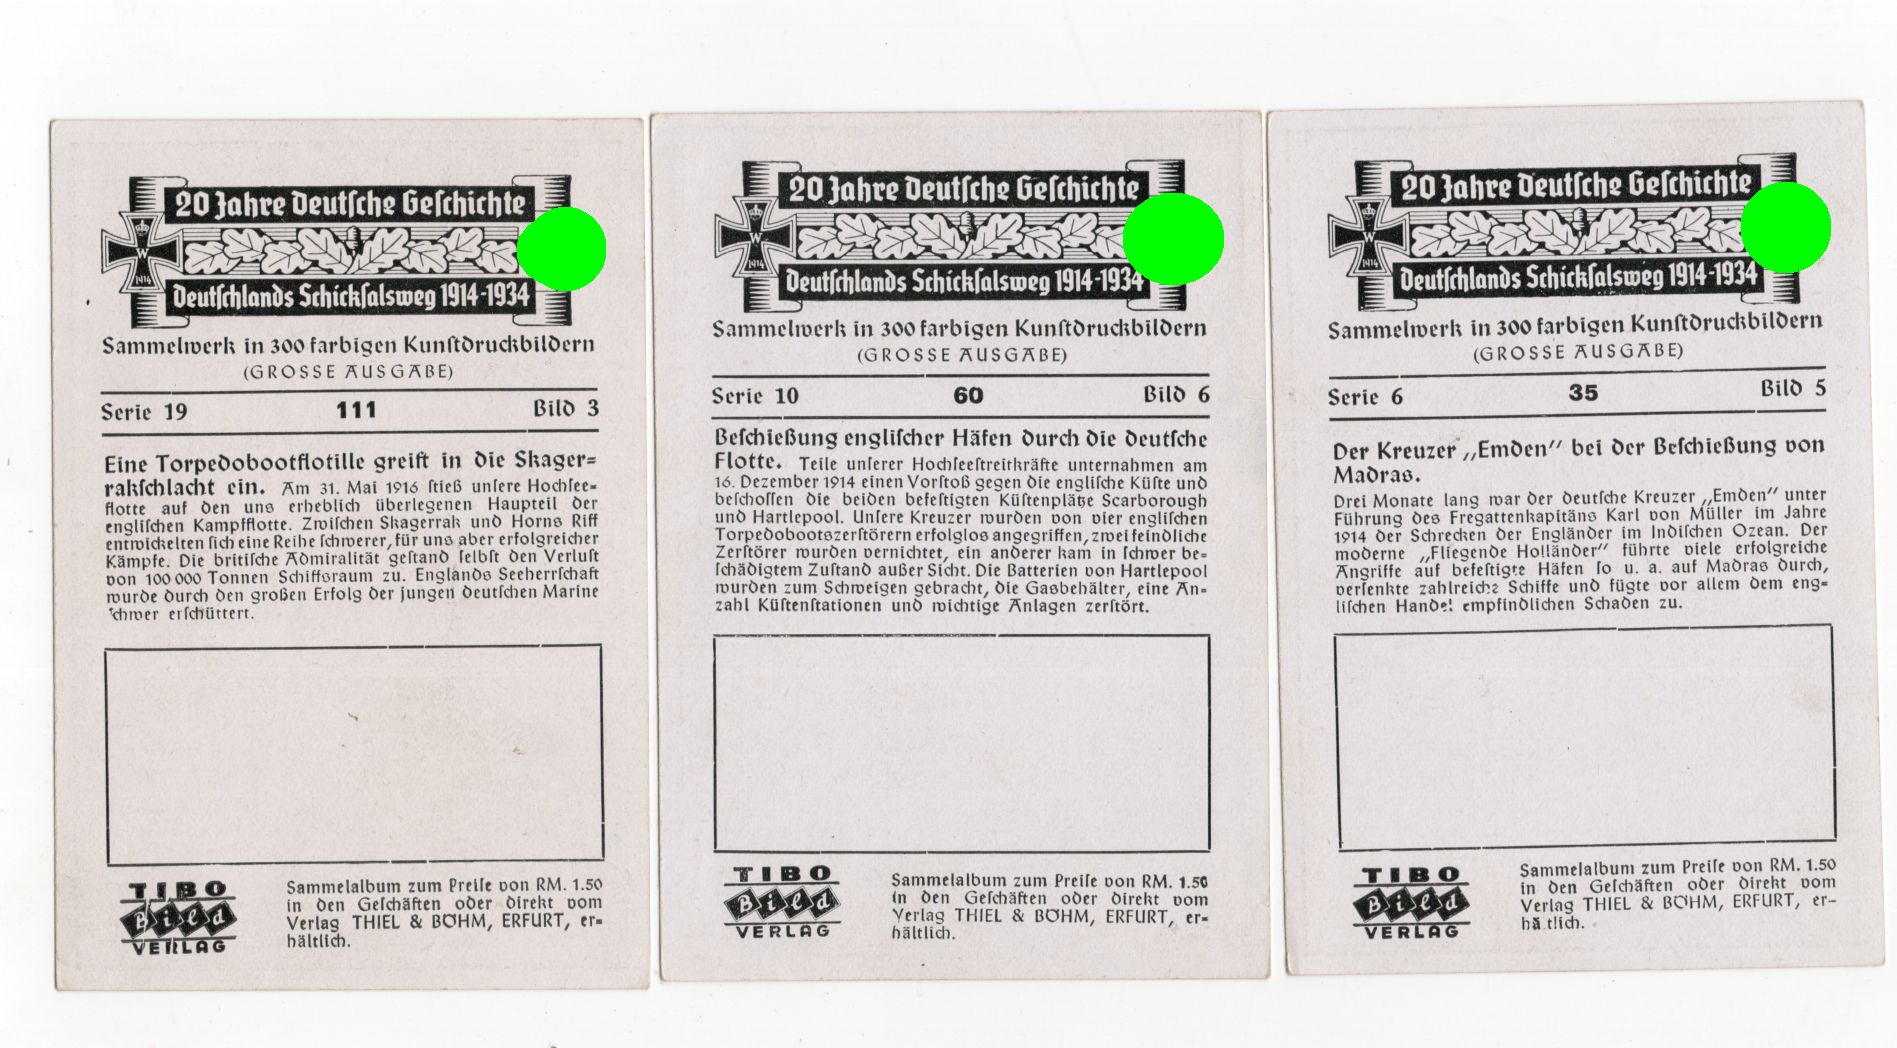 20 Jahre Deutſche Geſchichte
W
1914
Deutſchlands Schickſalsweg 1914-1934
Sammelwerk in 300 farbigen Kunſtdruckbildern
(GROSSE AUSGABE)
Serie 19 111 Bild 3
Eine Torpedobootflotille greift in die Skager=
rakſchlacht ein. Am 31. Mai 1916 ſtieß unſere Hochſee=
flotte auf den uns erheblich überlegenen Hauptteil der
engliſchen Kampfflotte. Zwiſchen Skagerrak und Horns Riff
entwickelten ſich eine Reihe ſchwerer, für uns aber erfolgreicher
Kämpfe. Die britiſche Admiralität geſtand ſelbſt den Verluſt
von 100 000 Tonnen Schiffsraum zu. Englands Seeherrſchaft
wurde durch den großen Erfolg der jungen deutſchen Marine
ſchwer erſchüttert.
TIBO
Bild
VERLAG
Sammelalbum zum Preiſe von RM. 1.50
in den Geſchäften oder direkt vom
Verlag THIEL & BÖHM, ERFURT, er=
hältlich.
20 Jahre Deutſche Geſchichte
W
1914
Deutſchlands Schickſalsweg 1914-1934
Sammelwerk in 300 farbigen Kunſtdruckbildern
(GROSSE AUSGABE)
Serie 10 60 Bild 6
Beſchießung engliſcher Häfen durch die deutſche
Flotte. Teile unſerer Hochſeeſtreitkräfte unternahmen am
16. Dezember 1914 einen Vorſtoß gegen die engliſche Küſte und
beſchoſſen die beiden befeſtigten Küſtenplätze Scarborough
und Hartlepool. Unſere Kreuzer wurden von vier engliſchen
Torpedobootszerſtörern erfolglos angegriffen, zwei feindliche
Zerſtörer wurden vernichtet, ein anderer kam in ſchwer be=
ſchädigtem Zuſtand außer Sicht. Die Batterien von Hartlepool
wurden zum Schweigen gebracht, die Gasbehälter, eine An=
zahl Küſtenſtationen und wichtige Anlagen zerſtört.
TIBO
Bild
VERLAG
Sammelalbum zum Preiſe von RM. 1.50
in den Geſchäften oder direkt vom
Verlag THIEL & BÖHM, ERFURT, er=
hältlich.
20 Jahre Deutſche Geſchichte
W
1914
Deutſchlands Schickſalsweg 1914-1934
Sammelwerk in 300 farbigen Kunſtdruckbildern
(GROSSE AUSGABE)
Serie 6 35 Bild 5
Der Kreuzer „Emden“ bei der Beſchießung von
Madras.
Drei Monate lang war der deutſche Kreuzer „Emden“ unter
Führung des Fregattenkapitäns Karl von Müller im Jahre
1914 der Schrecken der Engländer im Indiſchen Ozean. Der
moderne „Fliegende Holländer“ führte viele erfolgreiche
Angriffe auf befeſtigte Häfen ſo u. a. auf Madras durch,
verſenkte zahlreiche Schiffe und fügte vor allem dem eng=
liſchen Handel empfindlichen Schaden zu.
TIBO
Bild
VERLAG
Sammelalbum zum Preiſe von RM. 1.50
in den Geſchäften oder direkt vom
Verlag THIEL & BÖHM, ERFURT, er=
hältlich.